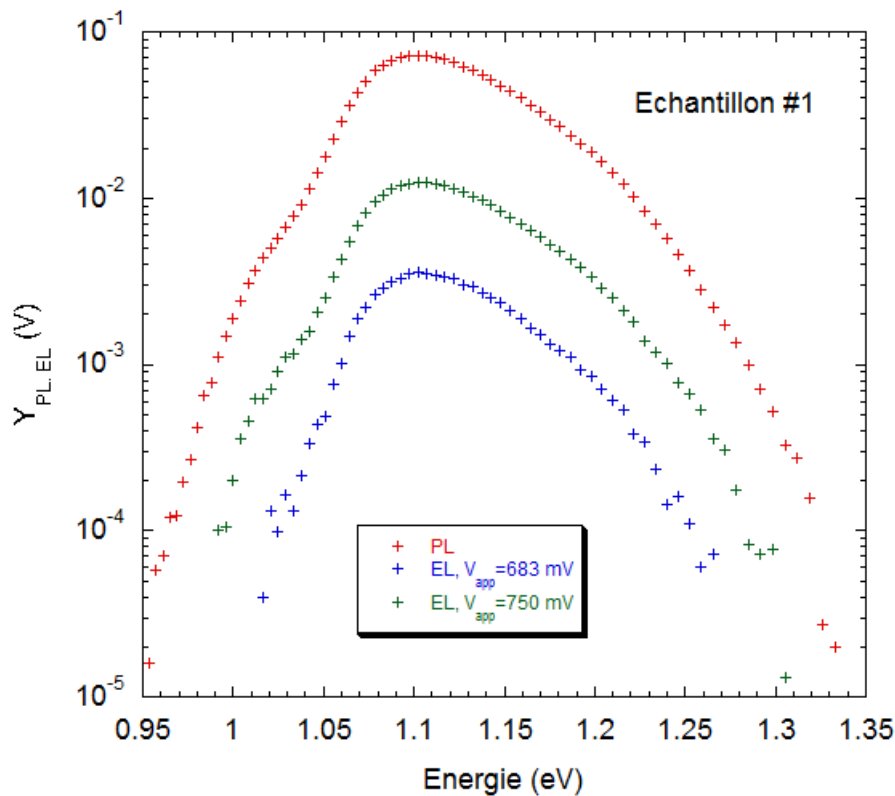 10⁻¹
Echantillon #1
10⁻²
Y_PL, EL (V)
10⁻³
10⁻⁴
PL
EL, V_app=683 mV
EL, V_app=750 mV
10⁻⁵
0.95 1 1.05 1.1 1.15 1.2 1.25 1.3 1.35
Energie (eV)